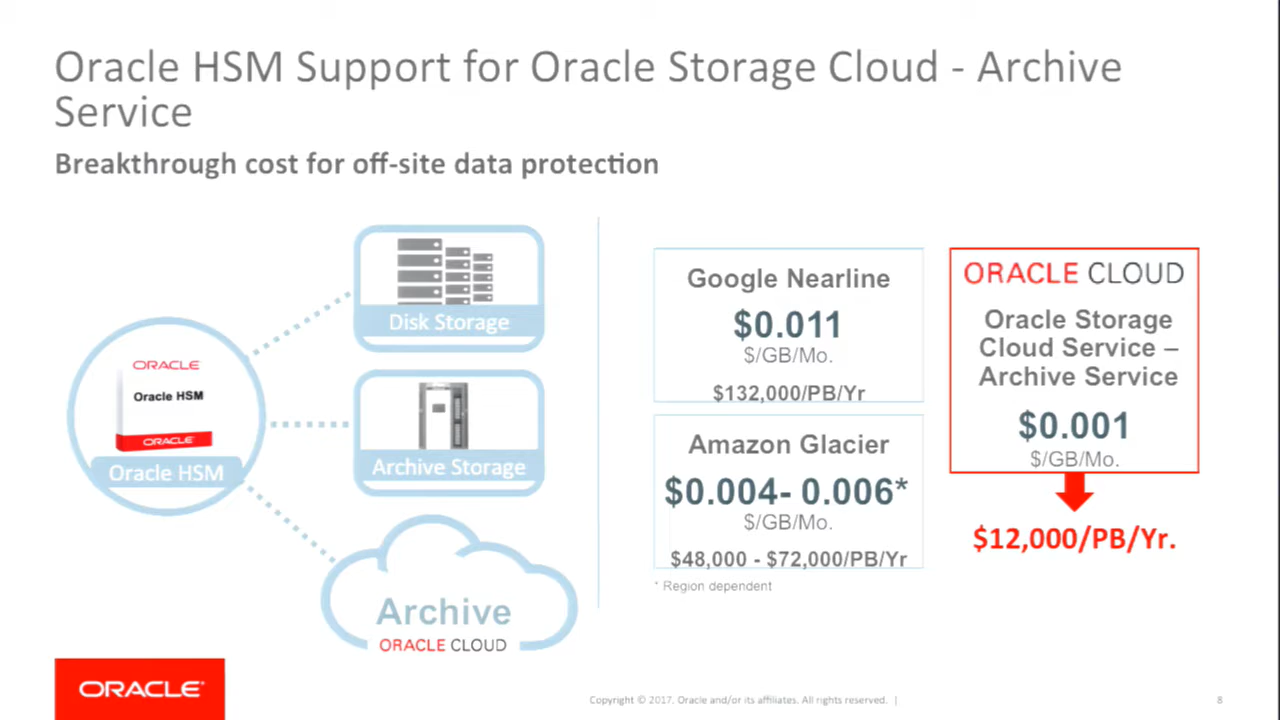 Oracle HSM Support for Oracle Storage Cloud - Archive
Service
Breakthrough cost for off-site data protection
Disk Storage
ORACLE
Oracle HSM
ORACLE
Oracle HSM
Archive Storage
Archive
ORACLE CLOUD
Google Nearline
$0.011
$/GB/Mo.
$132,000/PB/Yr
Amazon Glacier
$0.004- 0.006*
$/GB/Mo.
$48,000 - $72,000/PB/Yr
* Region dependent
ORACLE CLOUD
Oracle Storage
Cloud Service –
Archive Service
$0.001
$/GB/Mo.
$12,000/PB/Yr.
ORACLE®
Copyright © 2017, Oracle and/or its affiliates. All rights reserved. |
8